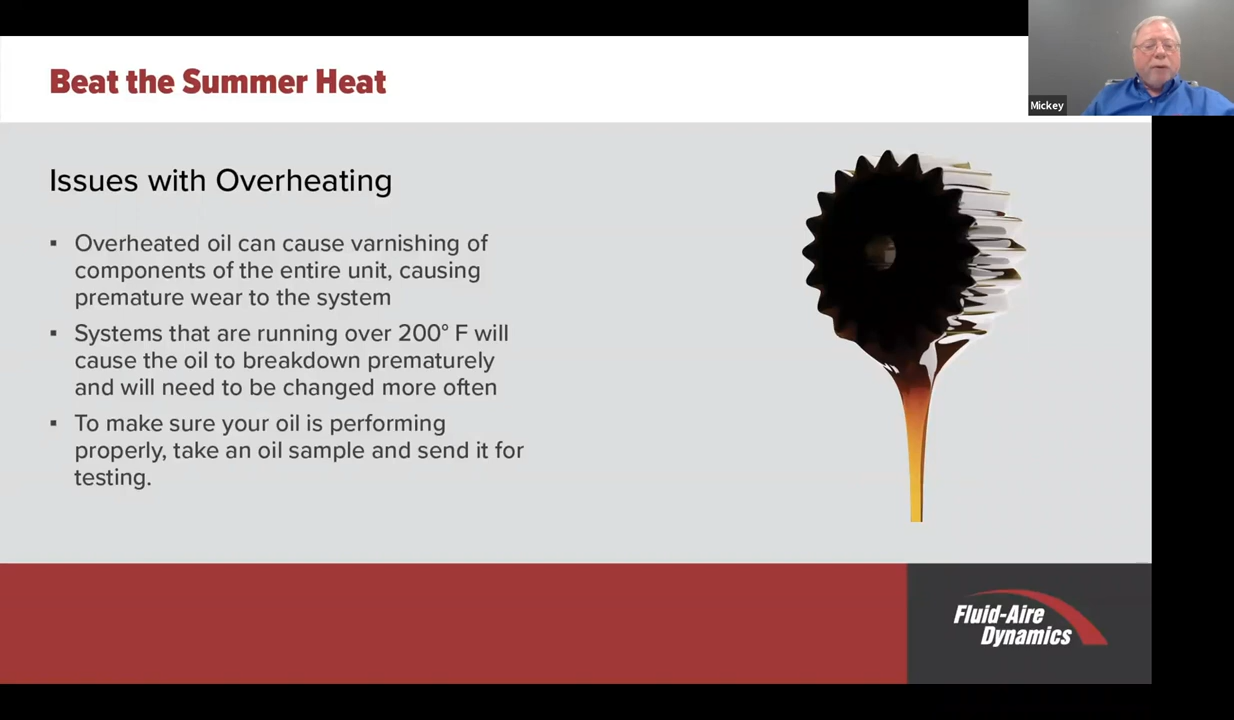 Beat the Summer Heat
Mickey
Issues with Overheating
▪ Overheated oil can cause varnishing of
components of the entire unit, causing
premature wear to the system
▪ Systems that are running over 200° F will
cause the oil to breakdown prematurely
and will need to be changed more often
▪ To make sure your oil is performing
properly, take an oil sample and send it for
testing.
Fluid-Aire
Dynamics